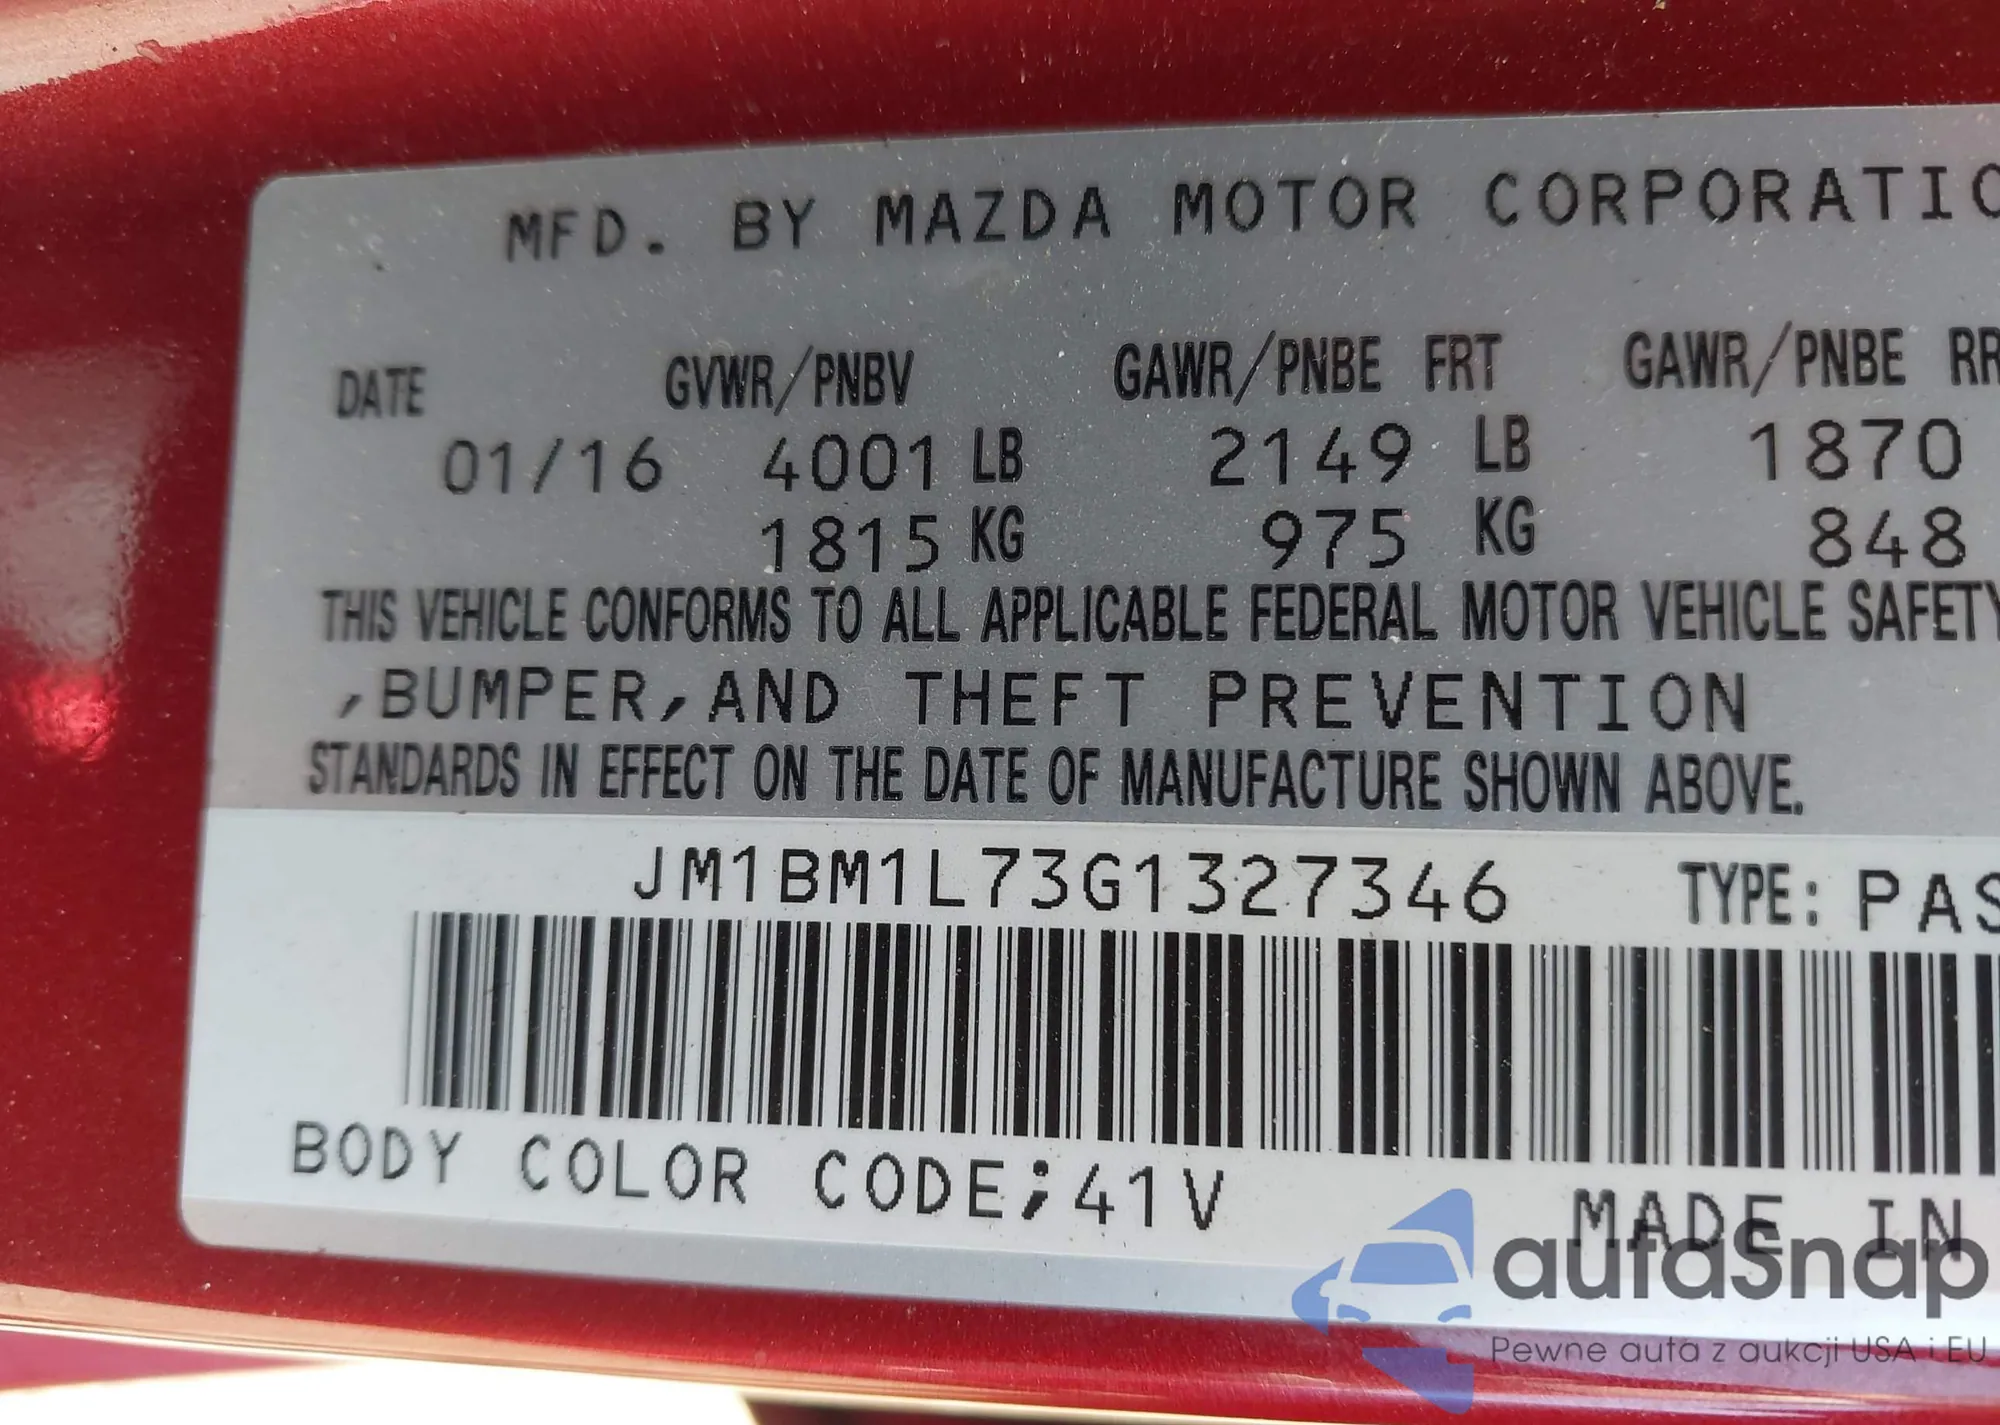 MFD. BY MAZDA MOTOR CORPORATIO
DATE GVWR/PNBV GAWR/PNBE FRT GAWR/PNBE RR
01/16 4001 LB 2149 LB 1870
1815 KG 975 KG 848
THIS VEHICLE CONFORMS TO ALL APPLICABLE FEDERAL MOTOR VEHICLE SAFETY
,BUMPER,AND THEFT PREVENTION
STANDARDS IN EFFECT ON THE DATE OF MANUFACTURE SHOWN ABOVE.
JM1BM1L73G1327346 TYPE: PAS
BODY COLOR CODE;41V
MADE IN
autaSnap
Pewne auta z aukcji USA i EU